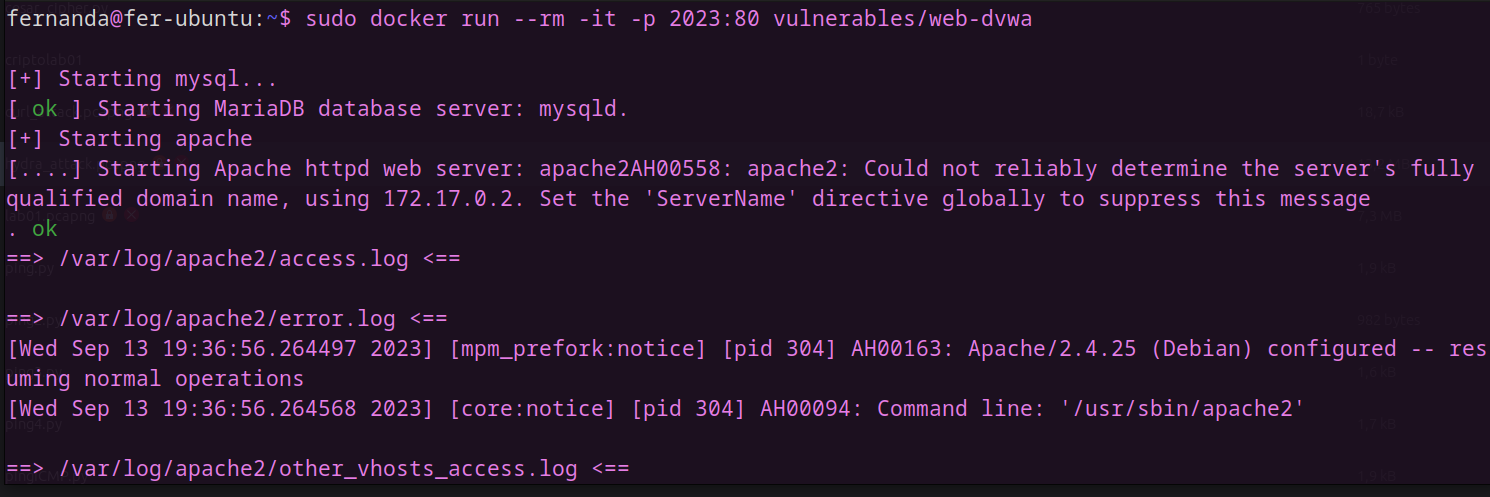 fernanda@fer-ubuntu:~$ sudo docker run --rm -it -p 2023:80 vulnerables/web-dvwa
[+] Starting mysql...
[ ok ] Starting MariaDB database server: mysqld.
[+] Starting apache
[....] Starting Apache httpd web server: apache2AH00558: apache2: Could not reliably determine the server's fully
qualified domain name, using 172.17.0.2. Set the 'ServerName' directive globally to suppress this message
. ok
==> /var/log/apache2/access.log <==
==> /var/log/apache2/error.log <==
[Wed Sep 13 19:36:56.264497 2023] [mpm_prefork:notice] [pid 304] AH00163: Apache/2.4.25 (Debian) configured -- res
uming normal operations
[Wed Sep 13 19:36:56.264568 2023] [core:notice] [pid 304] AH00094: Command line: '/usr/sbin/apache2'
==> /var/log/apache2/other_vhosts_access.log <==